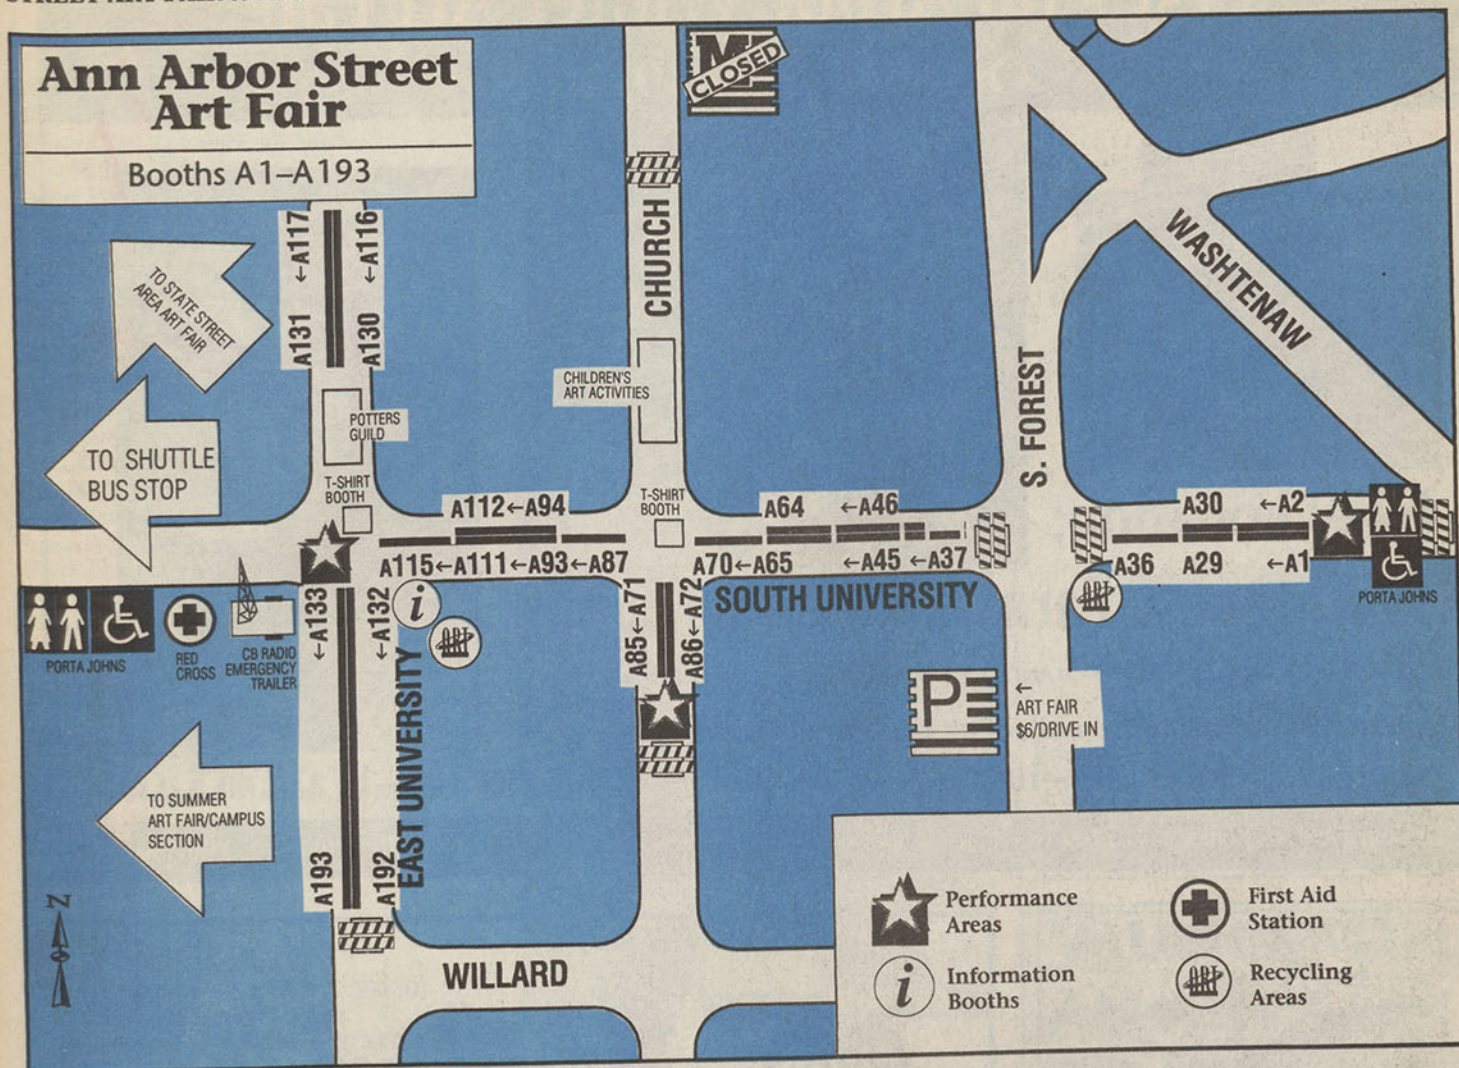 Ann Arbor Street
Art Fair
Booths A1–A193
M
CLOSED
←A117
←A116
A131
A130
TO STATE STREET
AREA ART FAIR
CHURCH
WASHTENAW
S. FOREST
CHILDREN'S
ART ACTIVITIES
POTTERS
GUILD
TO SHUTTLE
BUS STOP
T-SHIRT
BOOTH
T-SHIRT
BOOTH
A112←A94
A64 ←A46
A30 ←A2
A115←A111←A93←A87
A70←A65 ←A45 ←A37
A36 A29 ←A1
SOUTH UNIVERSITY
PORTA JOHNS
←A133
←A132
i
ART
ART
A85←A71
A86←A72
PORTA JOHNS
RED
CROSS
CB RADIO
EMERGENCY
TRAILER
EAST UNIVERSITY
P
←
ART FAIR
$6/DRIVE IN
TO SUMMER
ART FAIR/CAMPUS
SECTION
A193
A192
N
WILLARD
Performance
Areas
First Aid
Station
i
Information
Booths
ART
Recycling
Areas